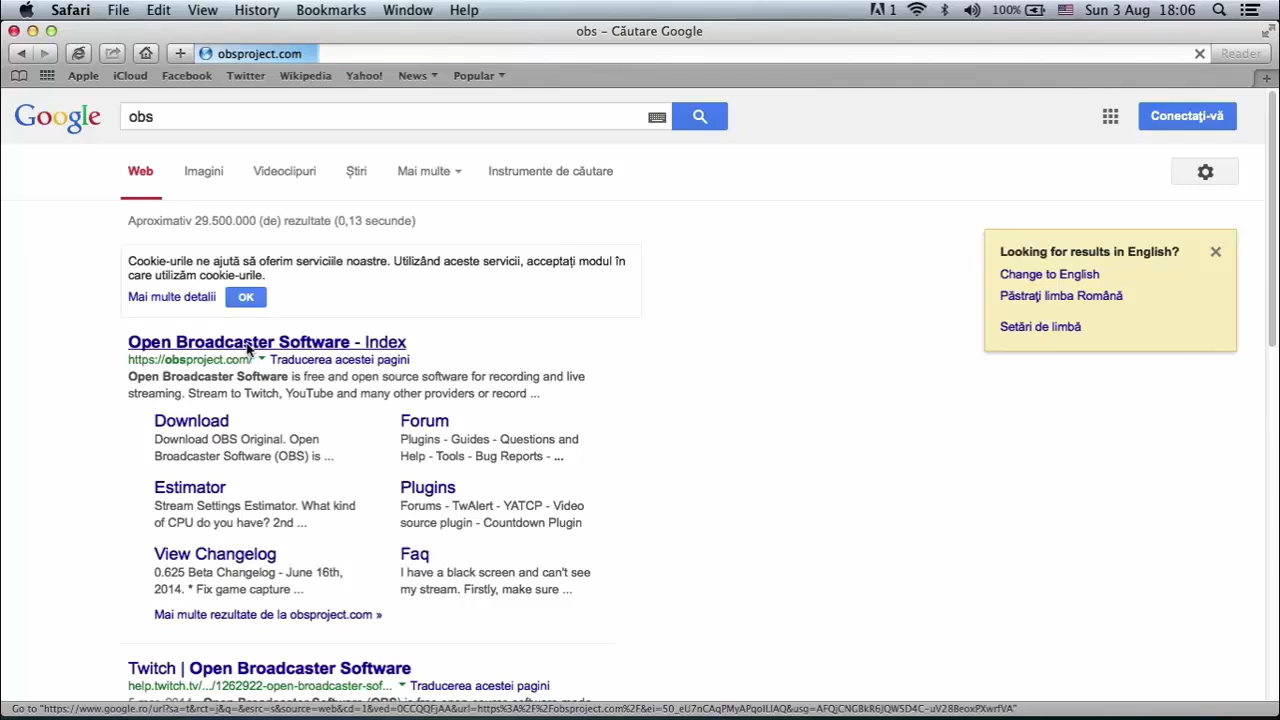 Safari File Edit View History Bookmarks Window Help 1 100% Sun 3 Aug 18:06
obs – Căutare Google
obsproject.com Reader
Apple iCloud Facebook Twitter Wikipedia Yahoo! News Popular
Google obs Conectaţi-vă
Web Imagini Videoclipuri Ştiri Mai multe Instrumente de căutare
Aproximativ 29.500.000 (de) rezultate (0,13 secunde)
Cookie-urile ne ajută să oferim serviciile noastre. Utilizând aceste servicii, acceptaţi modul în
care utilizăm cookie-urile.
Mai multe detalii OK
Looking for results in English?
Change to English
Păstraţi limba Română
Setări de limbă
Open Broadcaster Software - Index
https://obsproject.com/ Traducerea acestei pagini
Open Broadcaster Software is free and open source software for recording and live
streaming. Stream to Twitch, YouTube and many other providers or record ...
Download
Download OBS Original. Open
Broadcaster Software (OBS) is ...
Forum
Plugins - Guides - Questions and
Help - Tools - Bug Reports - ...
Estimator
Stream Settings Estimator. What kind
of CPU do you have? 2nd ...
Plugins
Forums - TwAlert - YATCP - Video
source plugin - Countdown Plugin
View Changelog
0.625 Beta Changelog - June 16th,
2014. * Fix game capture ...
Faq
I have a black screen and can't see
my stream. Firstly, make sure ...
Mai multe rezultate de la obsproject.com »
Twitch | Open Broadcaster Software
help.twitch.tv/.../1262922-open-broadcaster-sof... Traducerea acestei pagini